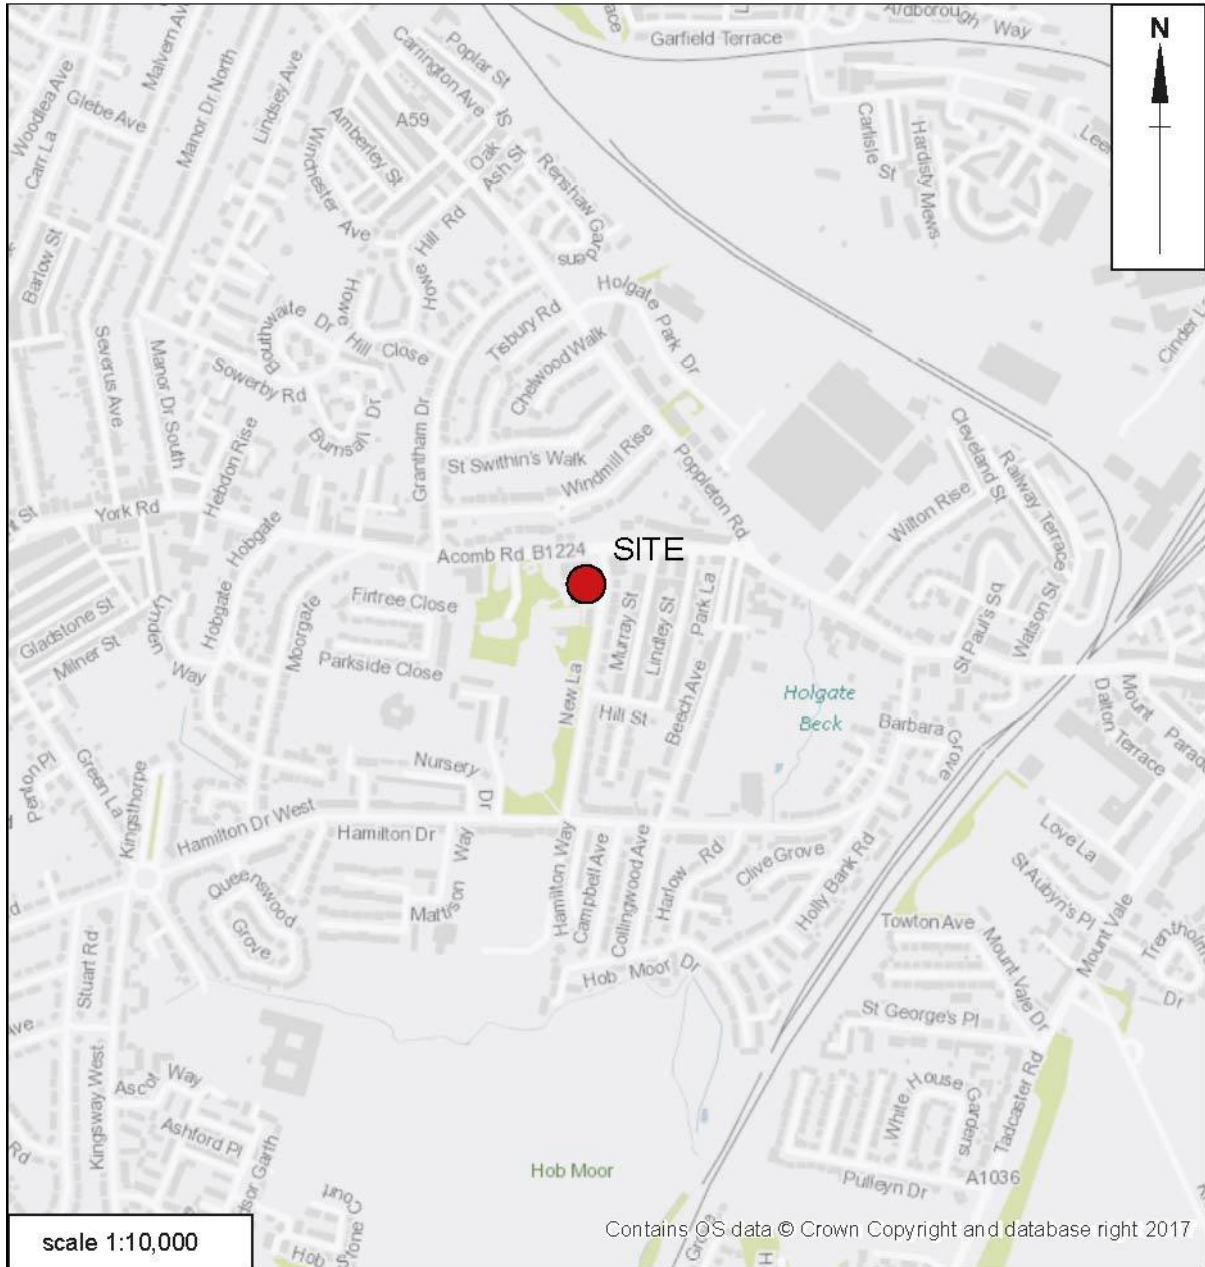 Garfield Terrace
Way
N
Poplar St
Carrington Ave
Malvern Ave
Woodlea Ave
Glebe Ave
Manor Dr North
Lindsey Ave
A59
Amberley St
Oak St
Ash St
Winchester Ave
Carr La
Carlisle St
Hardisty Mews
Renshaw Gardens
Howe Hill Rd
Barlow St
Howe Hill Close
Holgate Park Dr
Tisbury Rd
Bouthwaite Dr
Cinder L
Chelwood Walk
Severus Ave
Manor Dr South
Sowerby Rd
Burnsall Dr
Grantham Dr
St Swithin's Walk
Windmill Rise
Poppleton Rd
Cleveland St
Railway Terrace
Hebdon Rise
Wilton Rise
York Rd
Hobgate
Acomb Rd B1224
SITE
Firtree Close
Gladstone St
Milner St
Lynden Way
Hobgate
Moorgate
Parkside Close
Murray St
Lindley St
Park La
St Paul's Sq
Watson St
New La
Hill St
Beech Ave
Holgate
Beck
Barbara Grove
Mount
Dalton Terrace
Parad
Nursery Dr
Penton Pl
Green La
Kingsthorpe
Hamilton Dr West
Hamilton Dr
Love La
Mattison Way
Hamilton Way
Campbell Ave
Collingwood Ave
Harlow Rd
Clive Grove
Holly Bank Rd
St Aubyn's Pl
Queenswood
Grove
Towton Ave
Mount Vale
Trentholm
Dr
Stuart Rd
Hob Moor Dr
Mount Vale Dr
St George's Pl
Kingsway West
Ascot Way
White House Gardens
Tadcaster Rd
Ashford Pl
Hob Moor
Pulleyn Dr
A1036
Court
Hob
Stone
Contains OS data © Crown Copyright and database right 2017
scale 1:10,000